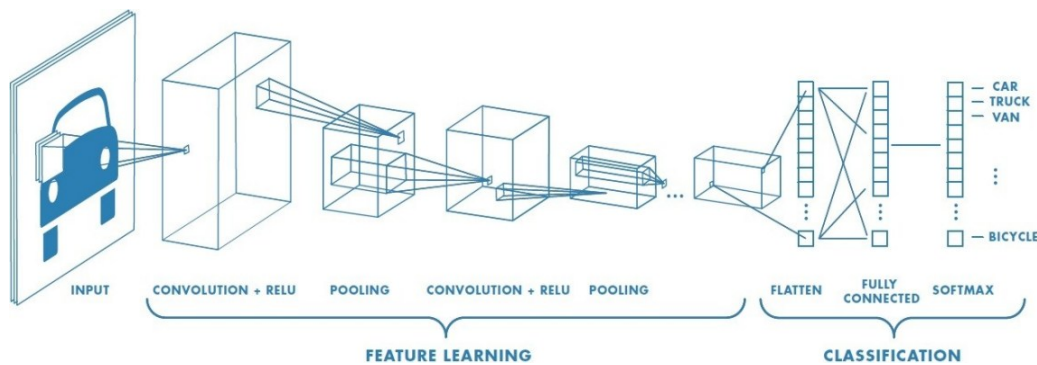 CAR
TRUCK
VAN
BICYCLE
INPUT
CONVOLUTION + RELU
POOLING
CONVOLUTION + RELU
POOLING
FLATTEN
FULLY
CONNECTED
SOFTMAX
FEATURE LEARNING
CLASSIFICATION